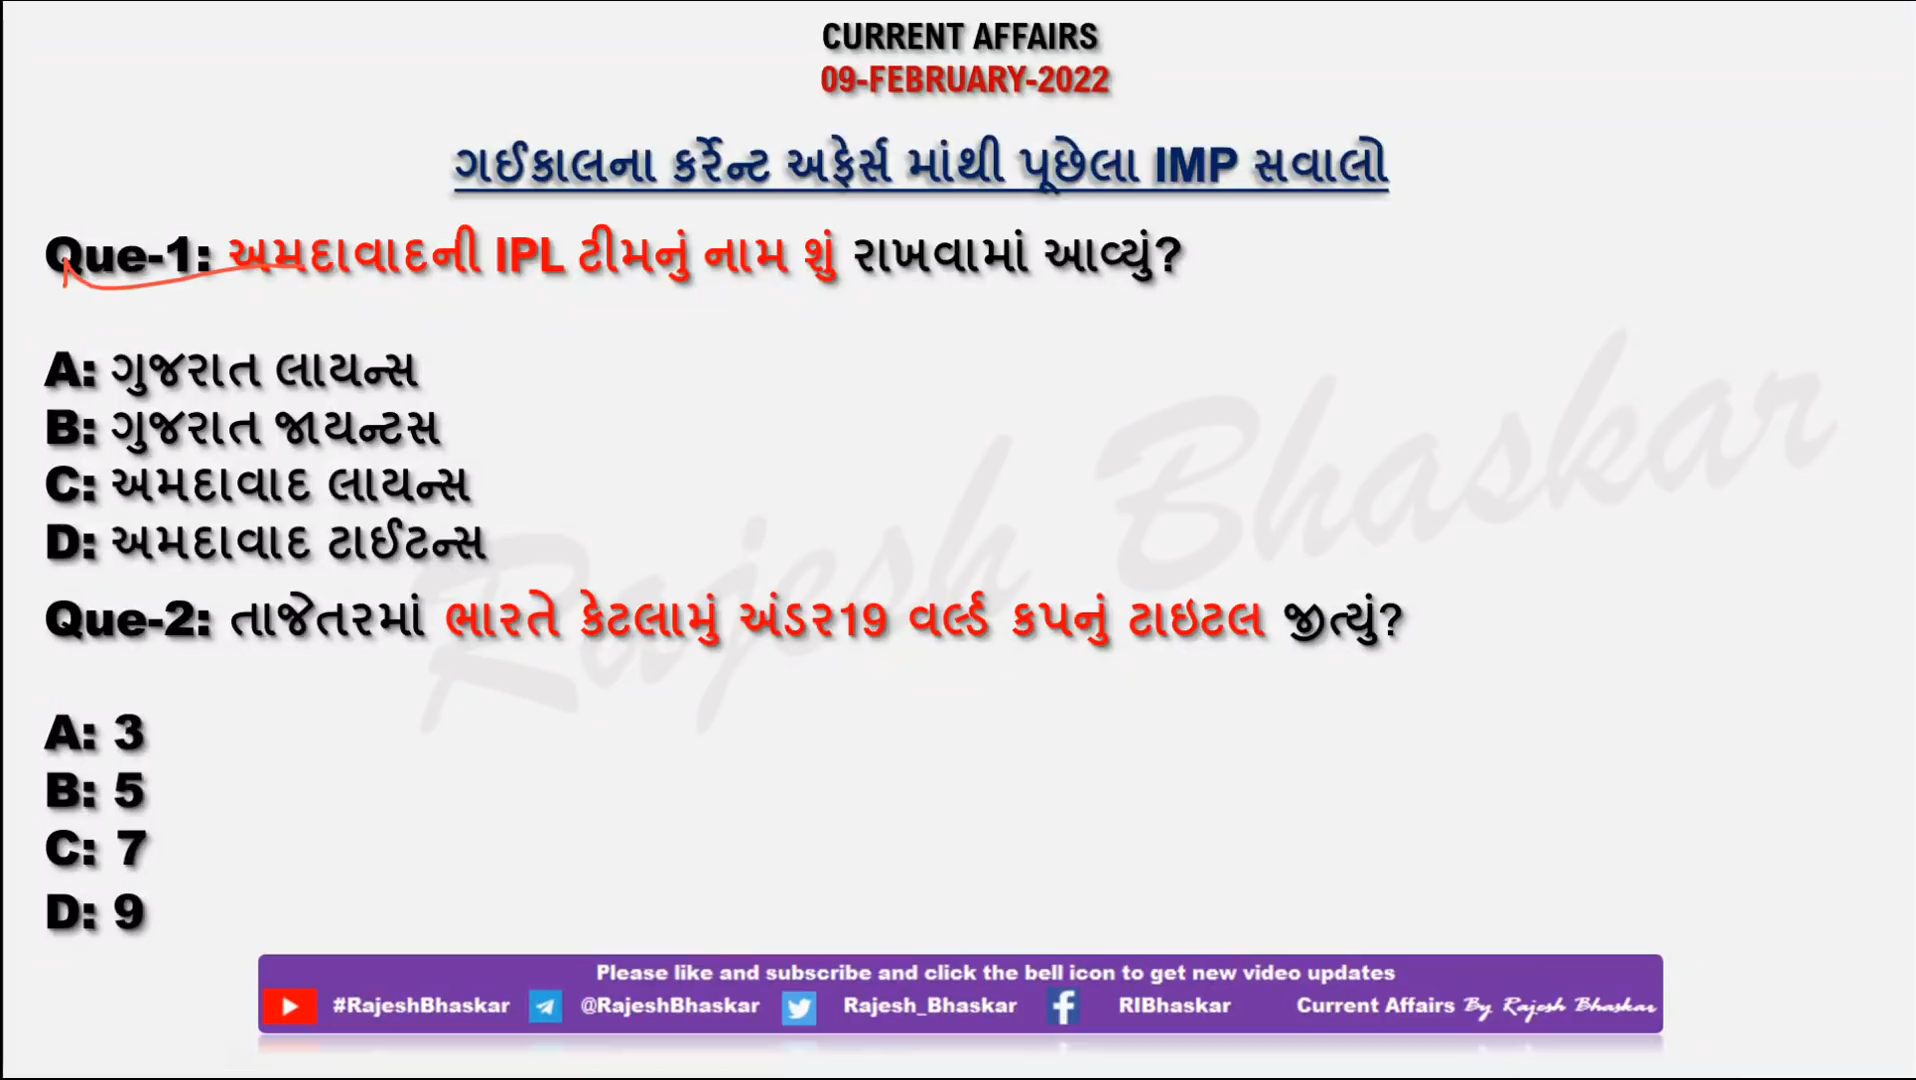 CURRENT AFFAIRS
09-FEBRUARY-2022
ગઈકાલના કર્રેન્ટ અફેર્સ માંથી પૂછેલા IMP સવાલો
Que-1: અમદાવાદની IPL ટીમનું નામ શું રાખવામાં આવ્યું?
A: ગુજરાત લાયન્સ
B: ગુજરાત જાયન્ટસ
C: અમદાવાદ લાયન્સ
D: અમદાવાદ ટાઈટન્સ
Rajesh Bhaskar
Que-2: તાજેતરમાં ભારતે કેટલામું અંડર19 વર્લ્ડ કપનું ટાઇટલ જીત્યું?
A: 3
B: 5
C: 7
D: 9
Please like and subscribe and click the bell icon to get new video updates
#RajeshBhaskar @RajeshBhaskar Rajesh_Bhaskar RIBhaskar Current Affairs By Rajesh Bhaskar